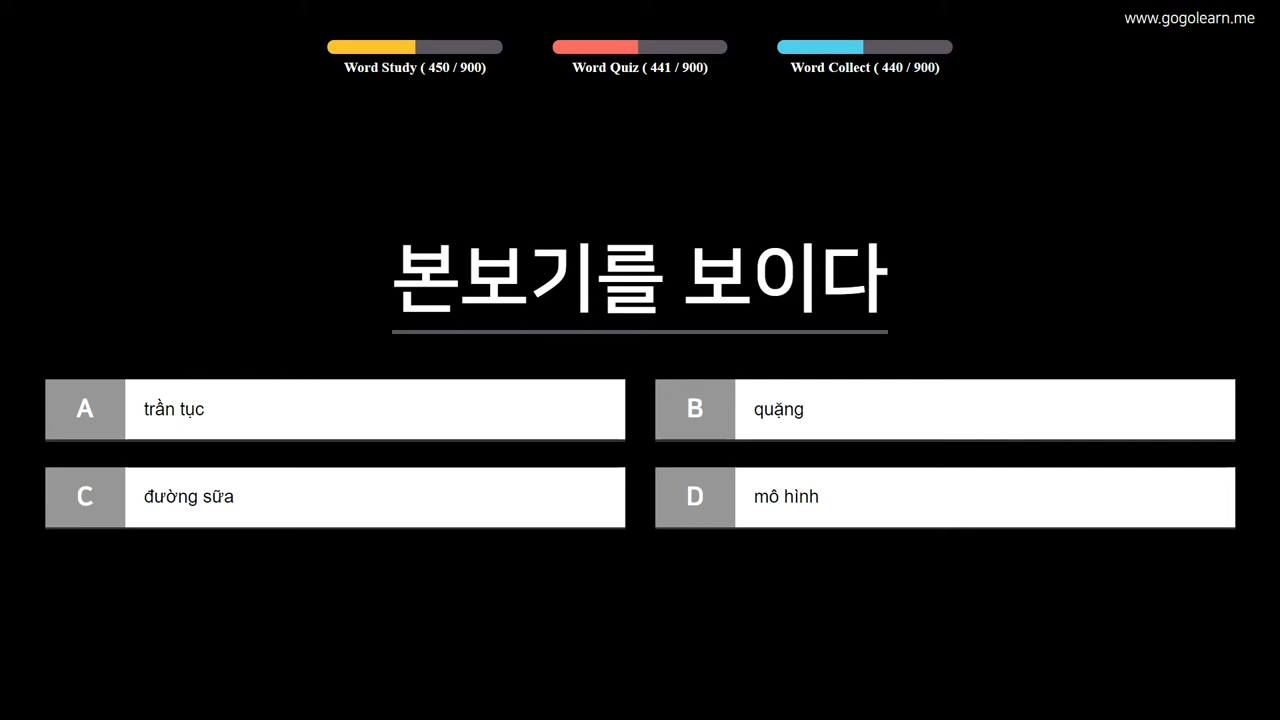 www.gogolearn.me
Word Study ( 450 / 900)
Word Quiz ( 441 / 900)
Word Collect ( 440 / 900)
본보기를 보이다
A trần tục
B quặng
C đường sữa
D mô hình